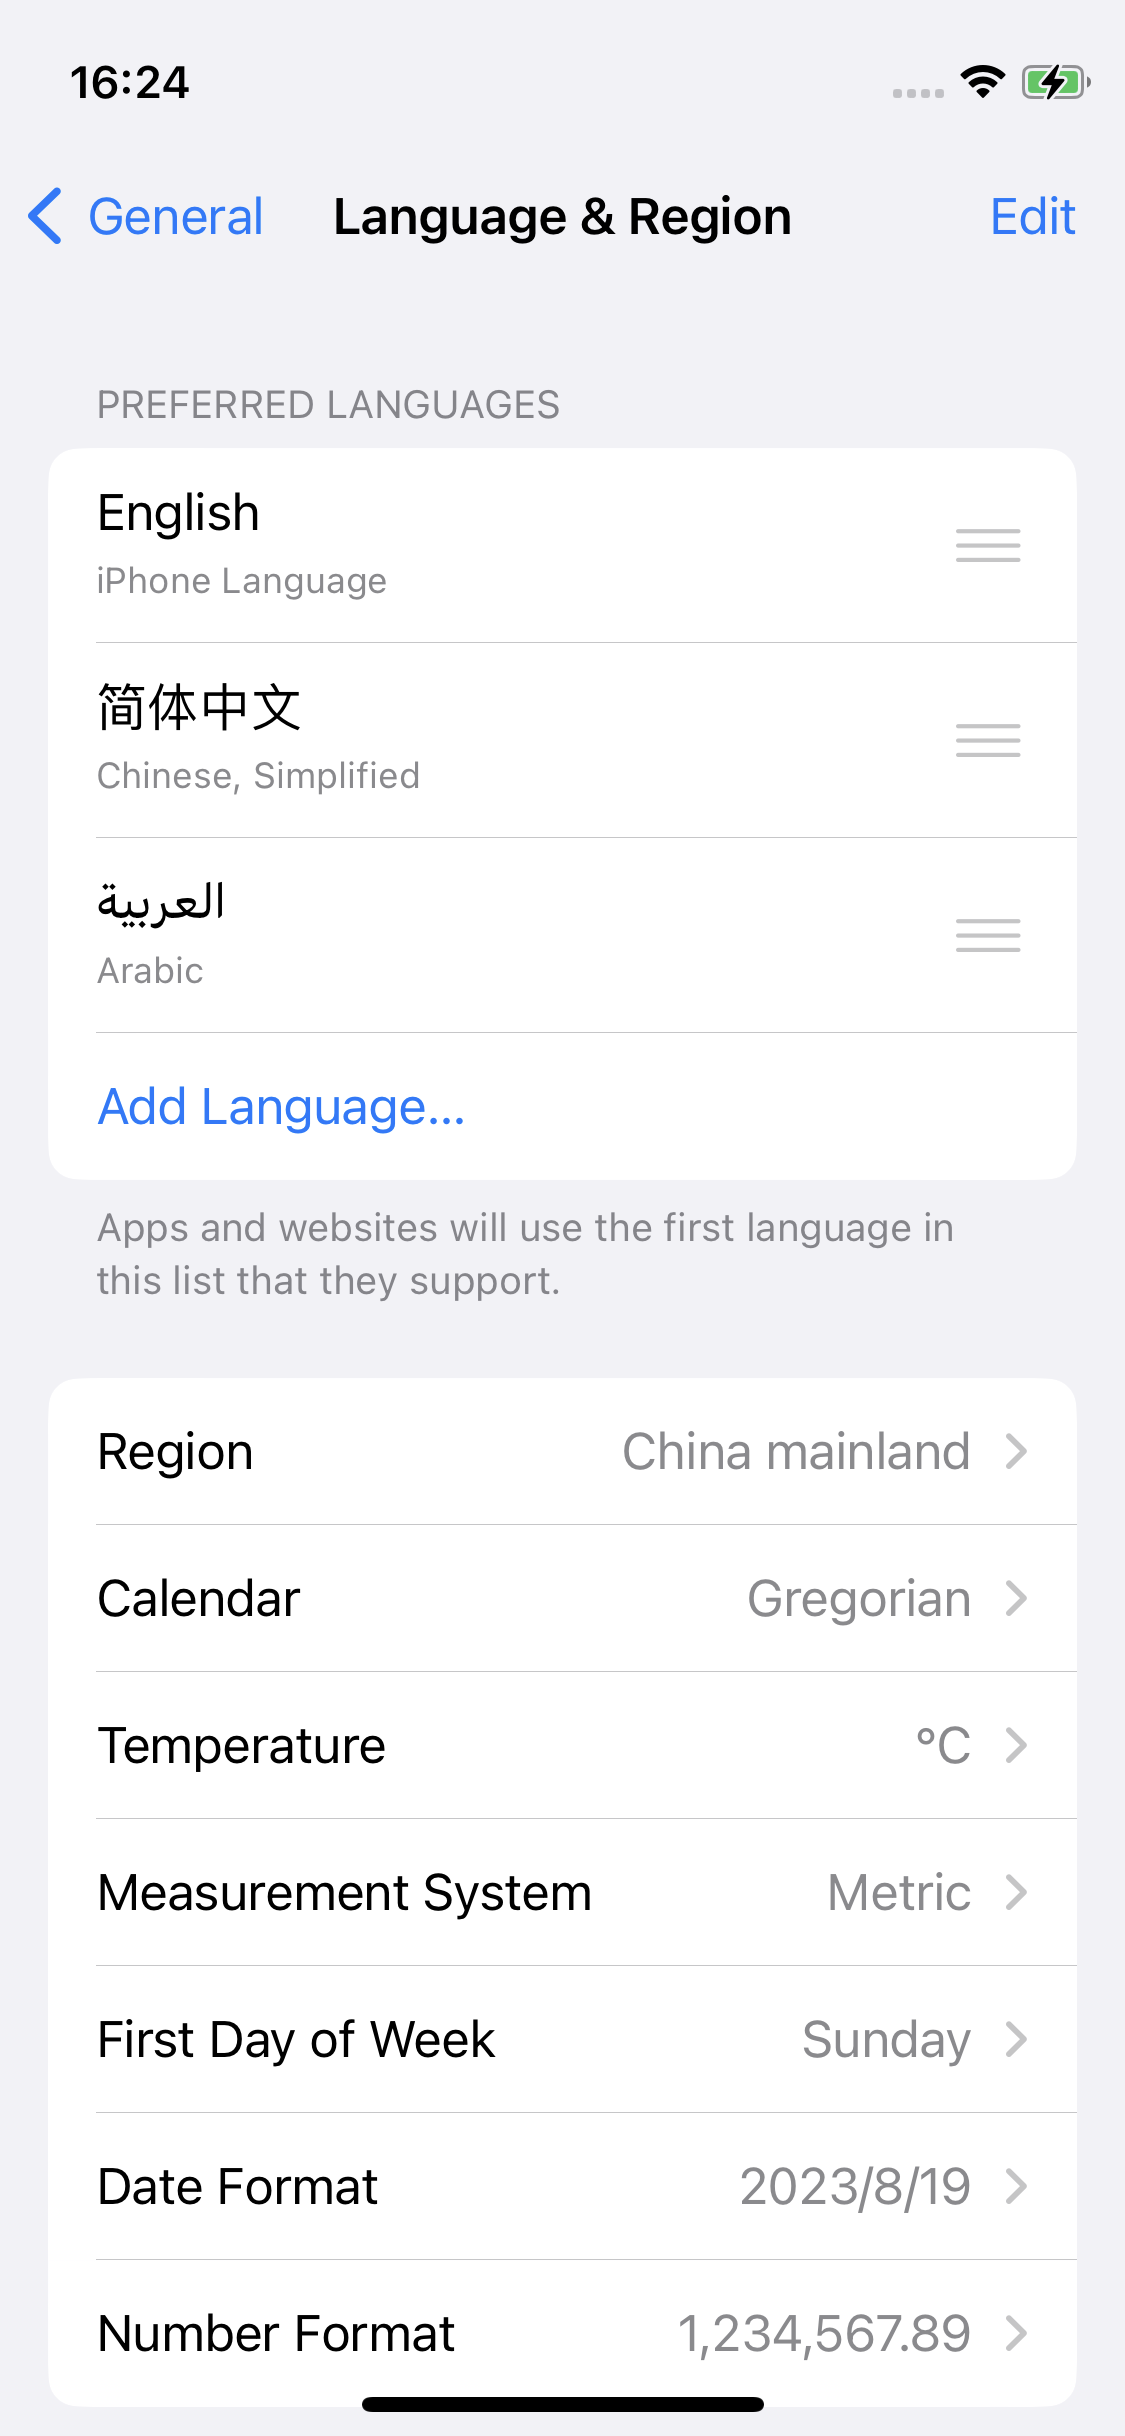 16:24
General
Language & Region
Edit
PREFERRED LANGUAGES
English
iPhone Language
简体中文
Chinese, Simplified
العربية
Arabic
Add Language...
Apps and websites will use the first language in
this list that they support.
Region China mainland
Calendar Gregorian
Temperature °C
Measurement System Metric
First Day of Week Sunday
Date Format 2023/8/19
Number Format 1,234,567.89